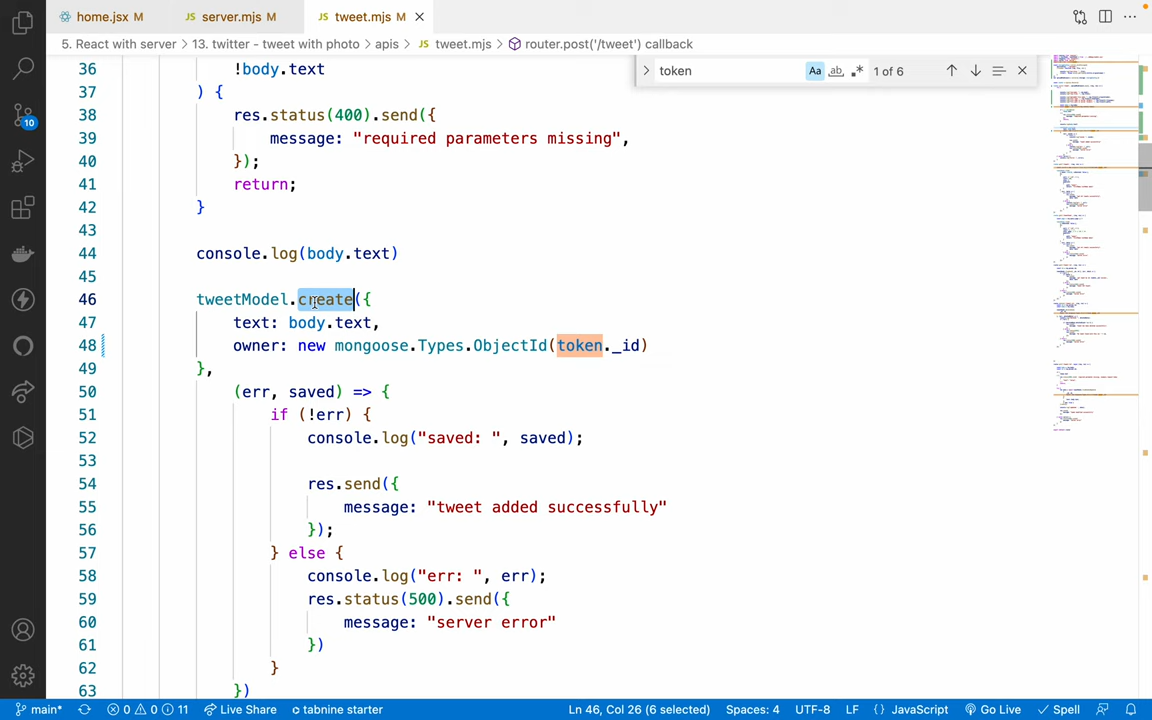 home.jsx M
JS server.mjs M
JS tweet.mjs M
5. React with server > 13. twitter - tweet with photo > apis > JS tweet.mjs > router.post('/tweet') callback
token
Aa ab .* 1 of 6
36 !body.text
37 ) {
38 res.status(400).send({
39 message: "required parameters missing",
40 });
41 return;
42 }
43
44 console.log(body.text)
45
46 tweetModel.create({
47 text: body.text,
48 owner: new mongoose.Types.ObjectId(token._id)
49 },
50 (err, saved) => {
51 if (!err) {
52 console.log("saved: ", saved);
53
54 res.send({
55 message: "tweet added successfully"
56 });
57 } else {
58 console.log("err: ", err);
59 res.status(500).send({
60 message: "server error"
61 })
62 }
63 })
10
main* 0 0 11 Live Share tabnine starter Ln 46, Col 26 (6 selected) Spaces: 4 UTF-8 LF {} JavaScript Go Live Spell